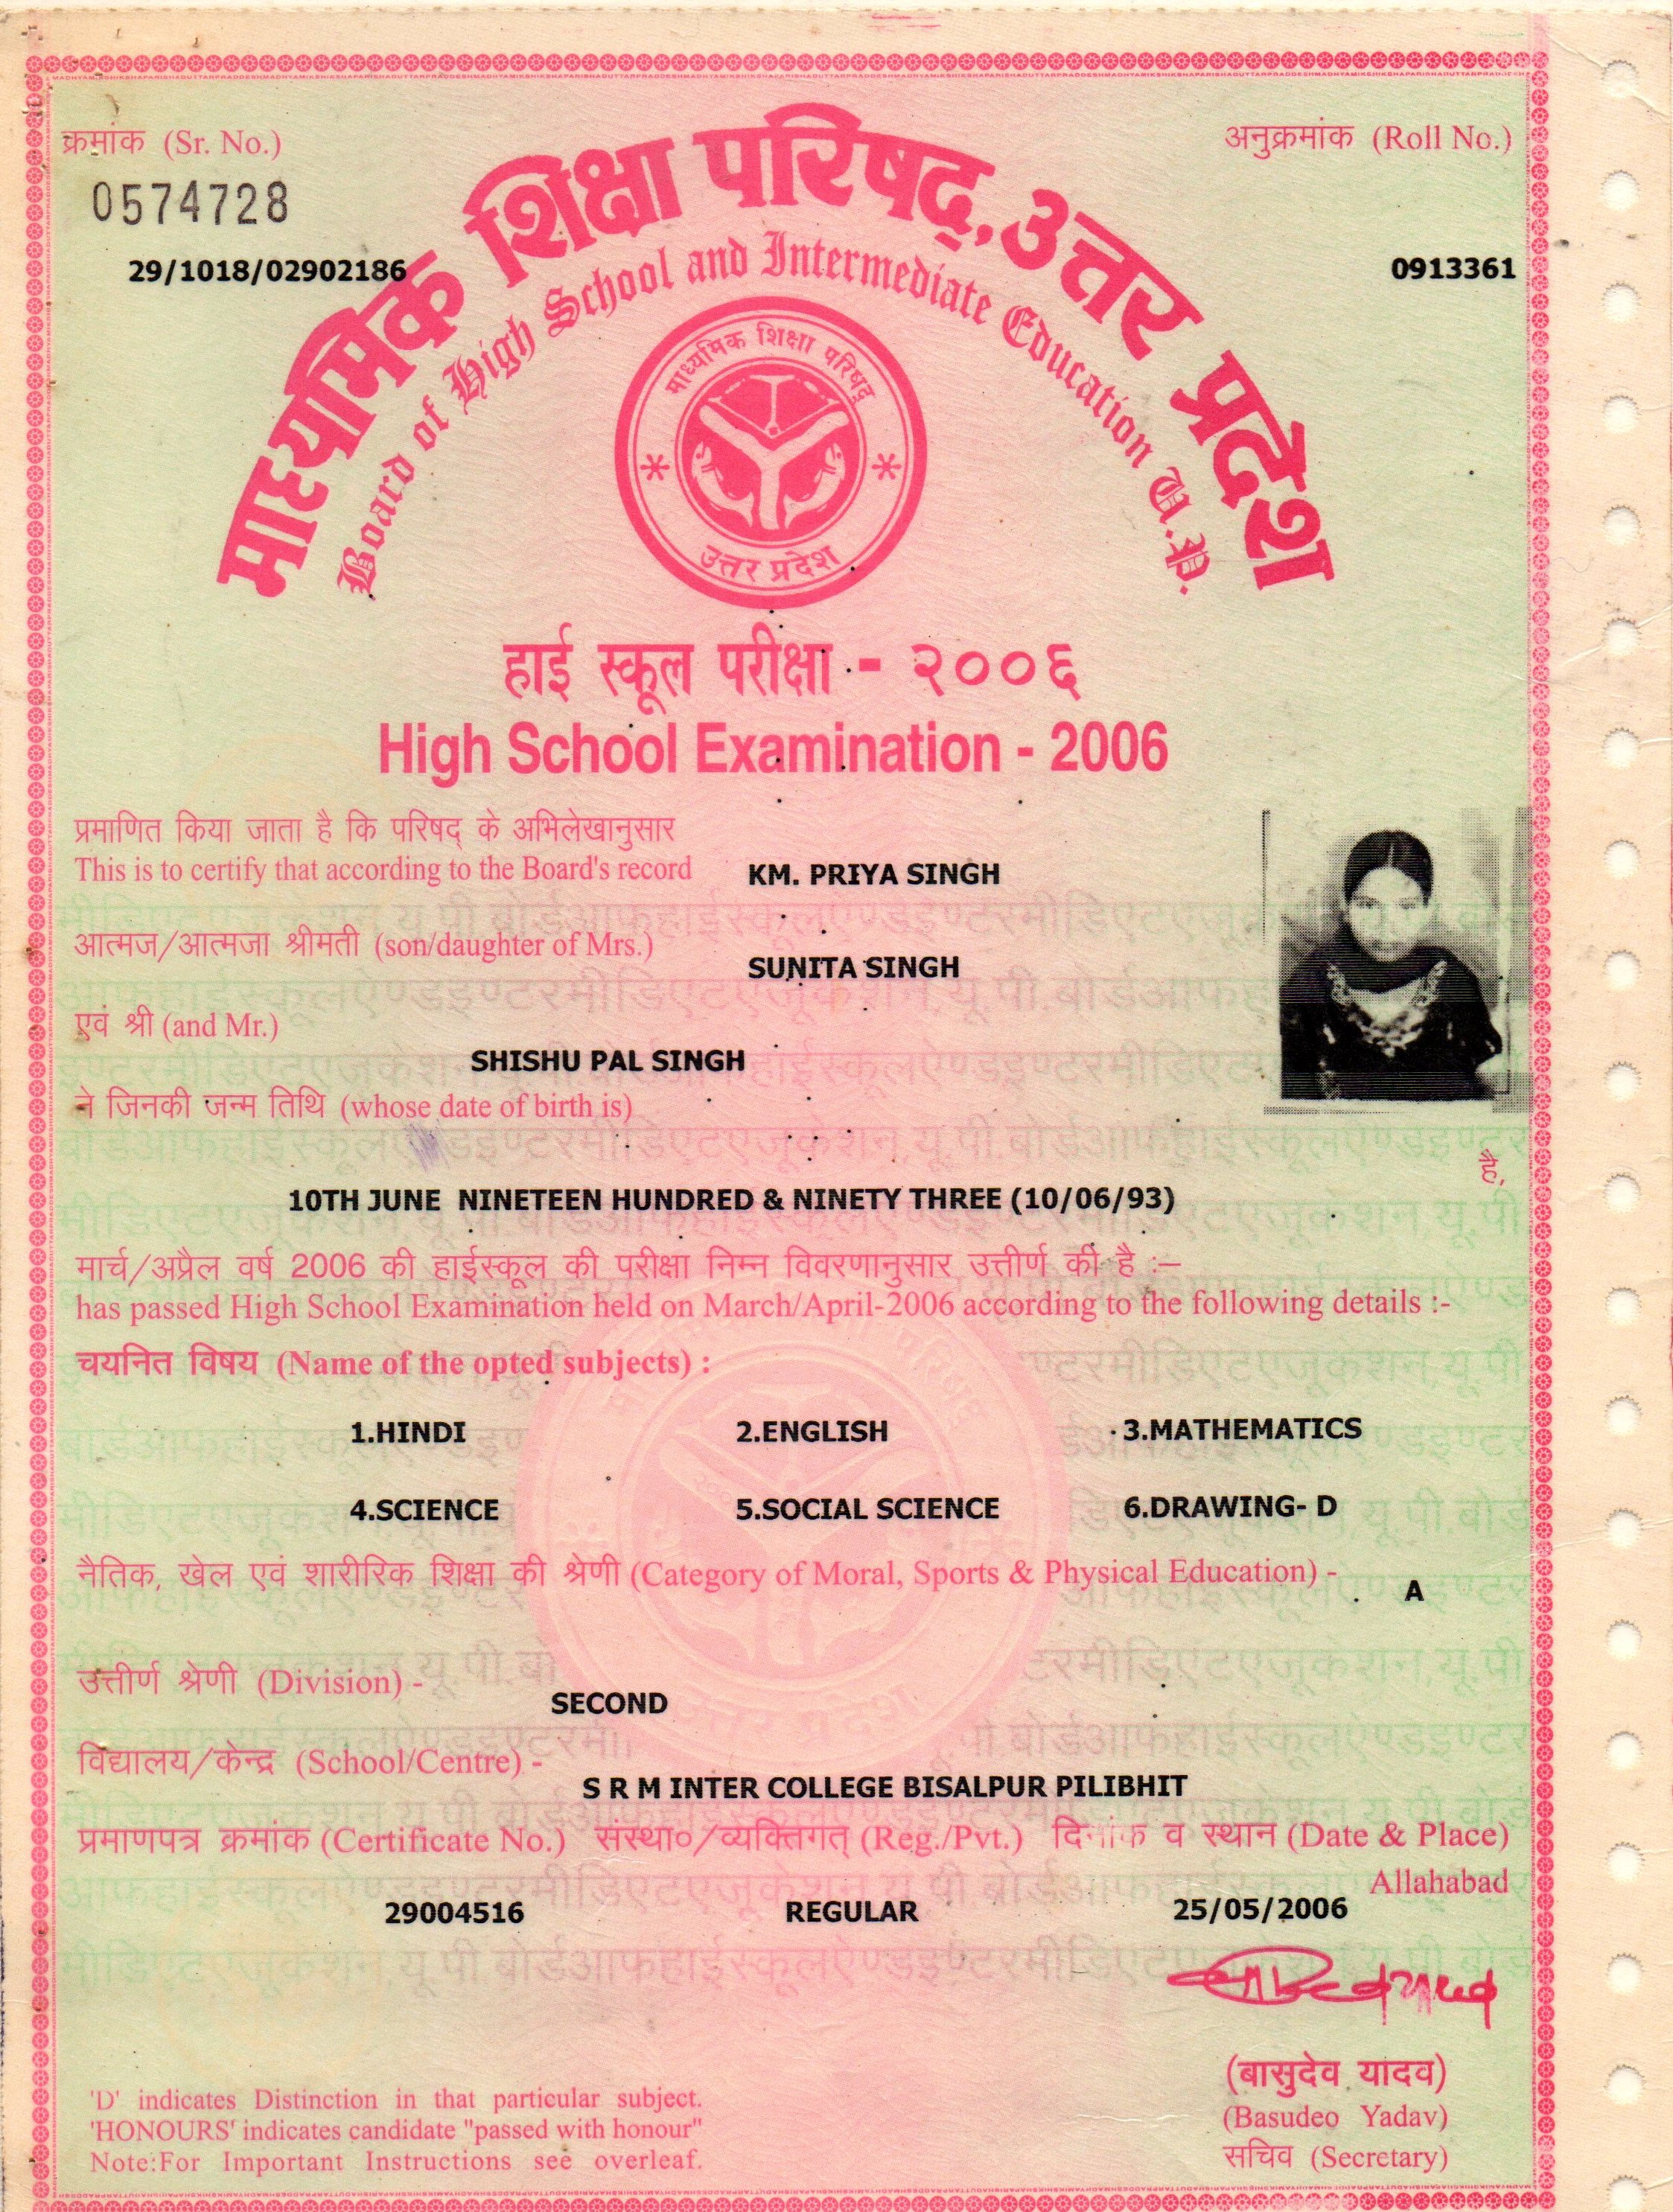 क्रमांक (Sr. No.)
अनुक्रमांक (Roll No.)
0574728
29/1018/02902186
0913361
माध्यमिक शिक्षा परिषद्, उत्तर प्रदेश
Board of High School and Intermediate Education U.P.
माध्यमिक शिक्षा परिषद्
उत्तर प्रदेश
हाई स्कूल परीक्षा - २००६
High School Examination - 2006
प्रमाणित किया जाता है कि परिषद् के अभिलेखानुसार
This is to certify that according to the Board's record KM. PRIYA SINGH
आत्मज/आत्मजा श्रीमती (son/daughter of Mrs.)
SUNITA SINGH
एवं श्री (and Mr.)
SHISHU PAL SINGH
ने जिनकी जन्म तिथि (whose date of birth is)
है,
10TH JUNE NINETEEN HUNDRED & NINETY THREE (10/06/93)
मार्च/अप्रैल वर्ष 2006 की हाईस्कूल की परीक्षा निम्न विवरणानुसार उत्तीर्ण की है :—
has passed High School Examination held on March/April-2006 according to the following details :-
चयनित विषय (Name of the opted subjects) :
1.HINDI 2.ENGLISH 3.MATHEMATICS
4.SCIENCE 5.SOCIAL SCIENCE 6.DRAWING- D
नैतिक, खेल एवं शारीरिक शिक्षा की श्रेणी (Category of Moral, Sports & Physical Education) -
A
उत्तीर्ण श्रेणी (Division) -
SECOND
विद्यालय/केन्द्र (School/Centre) -
S R M INTER COLLEGE BISALPUR PILIBHIT
प्रमाणपत्र क्रमांक (Certificate No.) संस्था०/व्यक्तिगत् (Reg./Pvt.) दिनांक व स्थान (Date & Place)
Allahabad
29004516 REGULAR 25/05/2006
(बासुदेव यादव)
(Basudeo Yadav)
सचिव (Secretary)
'D' indicates Distinction in that particular subject.
'HONOURS' indicates candidate "passed with honour"
Note:For Important Instructions see overleaf.